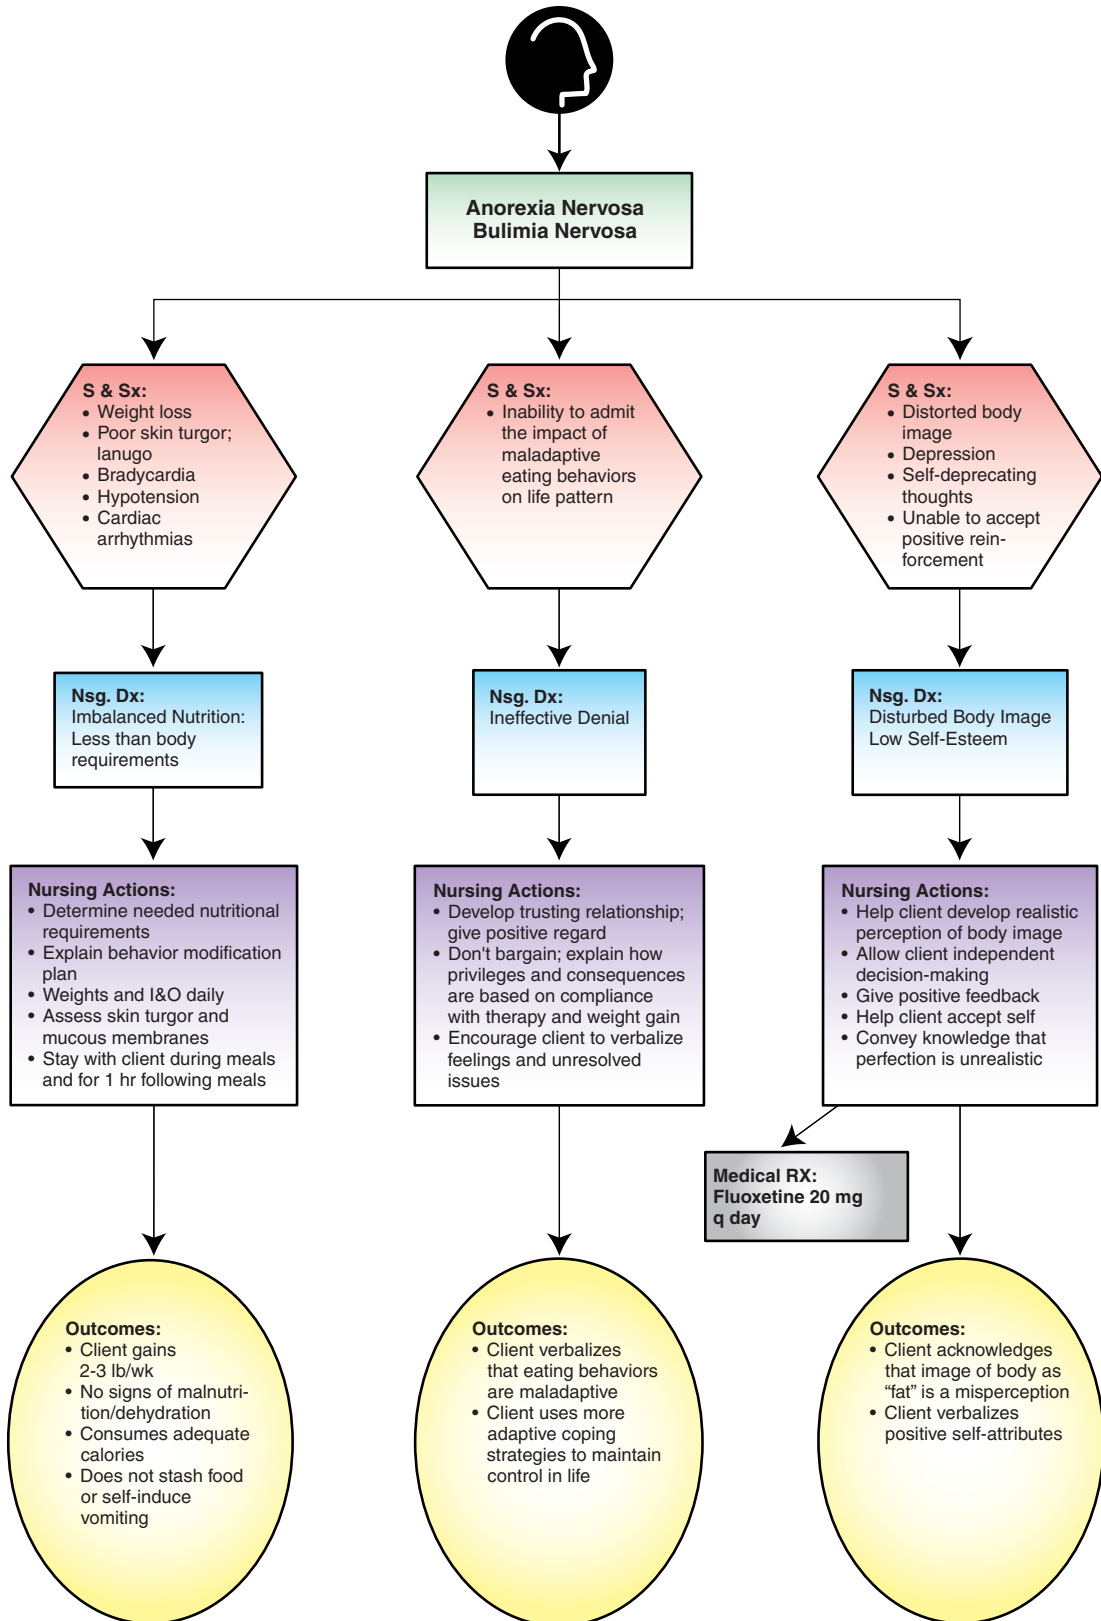 Anorexia Nervosa
Bulimia Nervosa
S & Sx:
• Weight loss
• Poor skin turgor;
lanugo
• Bradycardia
• Hypotension
• Cardiac
arrhythmias
S & Sx:
• Inability to admit
the impact of
maladaptive
eating behaviors
on life pattern
S & Sx:
• Distorted body
image
• Depression
• Self-deprecating
thoughts
• Unable to accept
positive rein-
forcement
Nsg. Dx:
Imbalanced Nutrition:
Less than body
requirements
Nsg. Dx:
Ineffective Denial
Nsg. Dx:
Disturbed Body Image
Low Self-Esteem
Nursing Actions:
• Determine needed nutritional
requirements
• Explain behavior modification
plan
• Weights and I&O daily
• Assess skin turgor and
mucous membranes
• Stay with client during meals
and for 1 hr following meals
Nursing Actions:
• Develop trusting relationship;
give positive regard
• Don't bargain; explain how
privileges and consequences
are based on compliance
with therapy and weight gain
• Encourage client to verbalize
feelings and unresolved
issues
Nursing Actions:
• Help client develop realistic
perception of body image
• Allow client independent
decision-making
• Give positive feedback
• Help client accept self
• Convey knowledge that
perfection is unrealistic
Medical RX:
Fluoxetine 20 mg
q day
Outcomes:
• Client gains
2-3 lb/wk
• No signs of malnutri-
tion/dehydration
• Consumes adequate
calories
• Does not stash food
or self-induce
vomiting
Outcomes:
• Client verbalizes
that eating behaviors
are maladaptive
• Client uses more
adaptive coping
strategies to maintain
control in life
Outcomes:
• Client acknowledges
that image of body as
“fat” is a misperception
• Client verbalizes
positive self-attributes